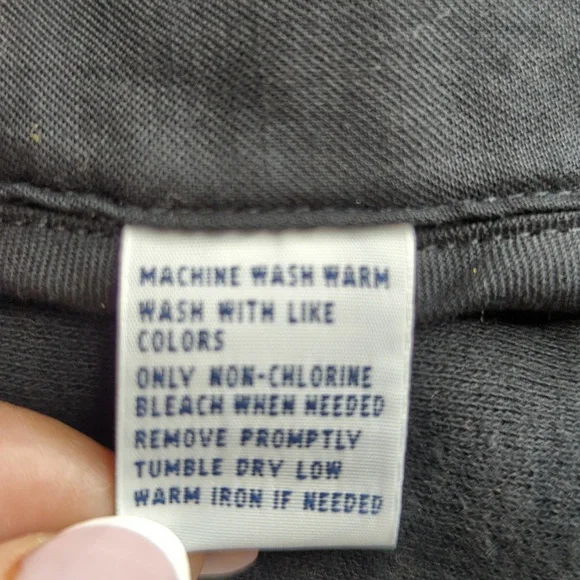 MACHINE WASH WARM
WASH WITH LIKE
COLORS
ONLY NON-CHLORINE
BLEACH WHEN NEEDED
REMOVE PROMPTLY
TUMBLE DRY LOW
WARM IRON IF NEEDED